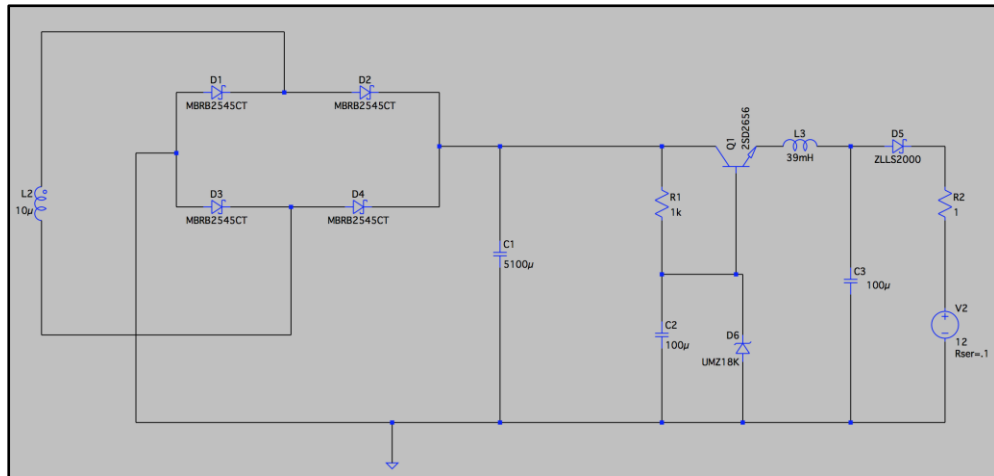 D1
MBRB2545CT
D2
MBRB2545CT
L2
10µ
D3
MBRB2545CT
D4
MBRB2545CT
C1
5100µ
R1
1k
C2
100µ
D6
UMZ18K
Q1
2SD2656
L3
39mH
C3
100µ
D5
ZLLS2000
R2
1
V2
12
Rser=.1